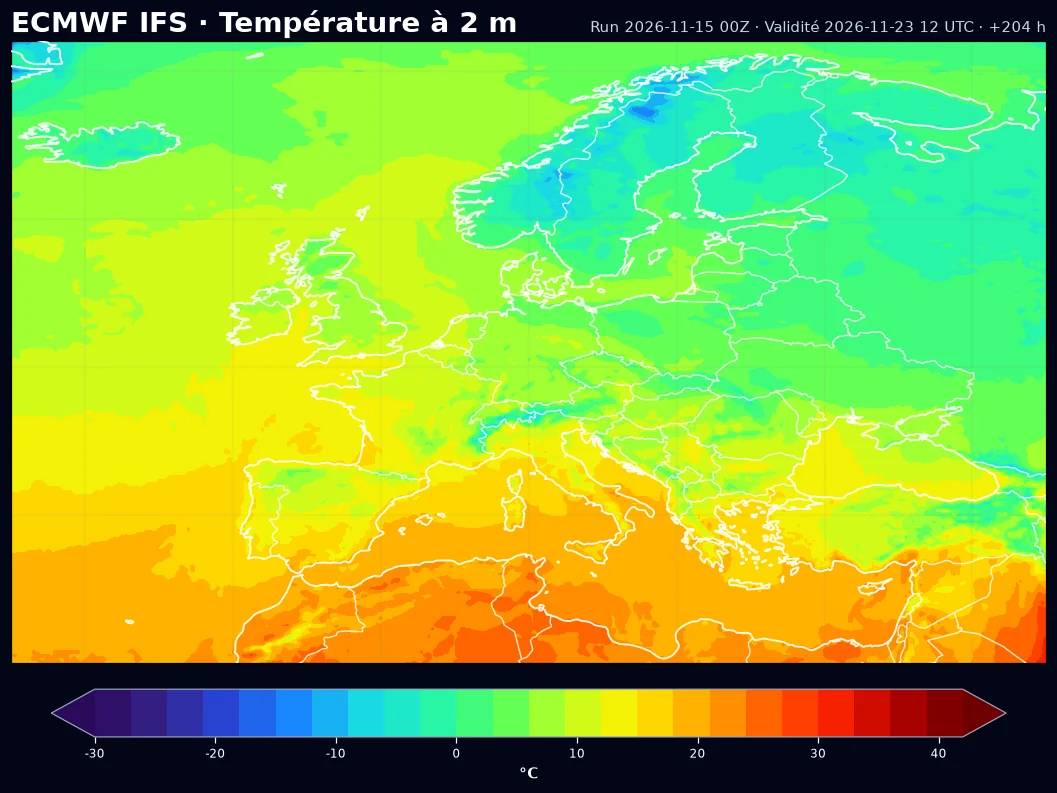 ECMWF IFS · Température à 2 m
Run 2026-11-15 00Z · Validité 2026-11-23 12 UTC · +204 h
-30 -20 -10 0 10 20 30 40
°C